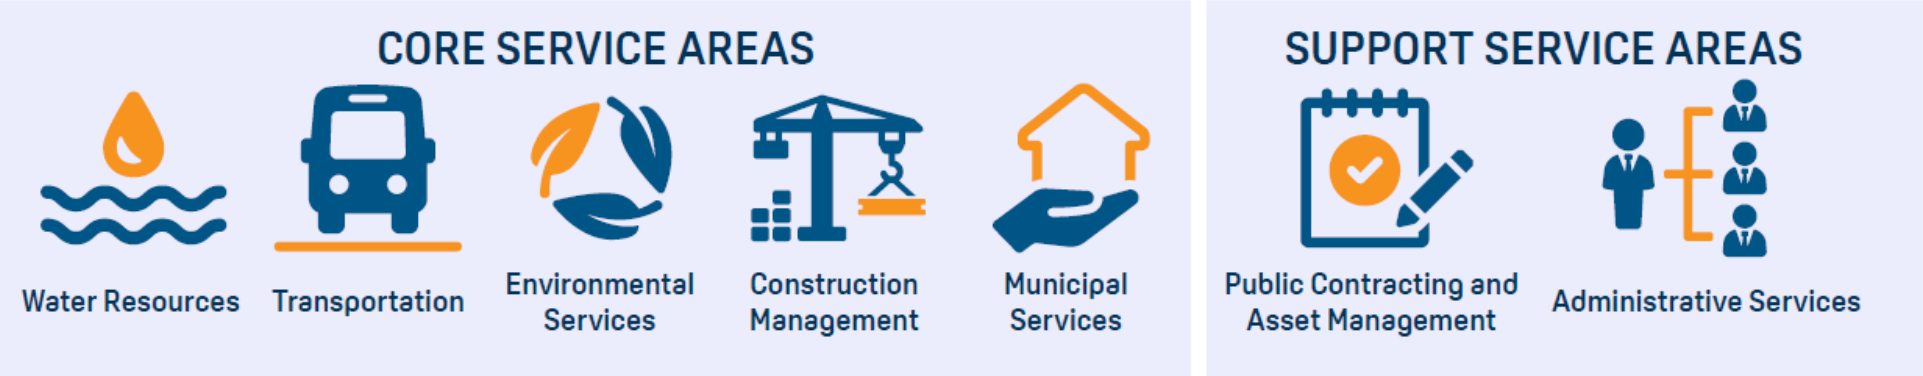 CORE SERVICE AREAS
Water Resources
Transportation
Environmental
Services
Construction
Management
Municipal
Services
SUPPORT SERVICE AREAS
Public Contracting and
Asset Management
Administrative Services